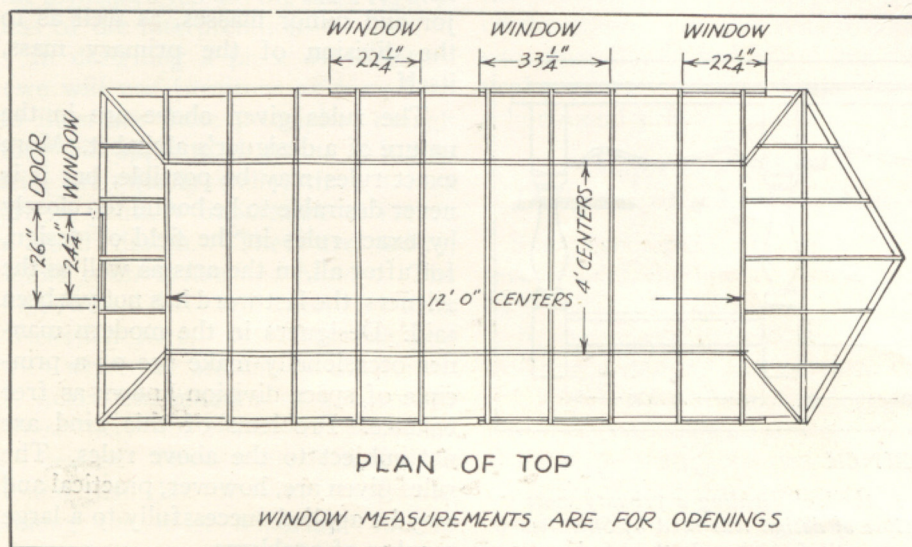 WINDOW WINDOW WINDOW
22 1/4" 33 1/4" 22 1/4"
26" DOOR
24 1/2" WINDOW
4' CENTERS
12' 0" CENTERS
PLAN OF TOP
WINDOW MEASUREMENTS ARE FOR OPENINGS